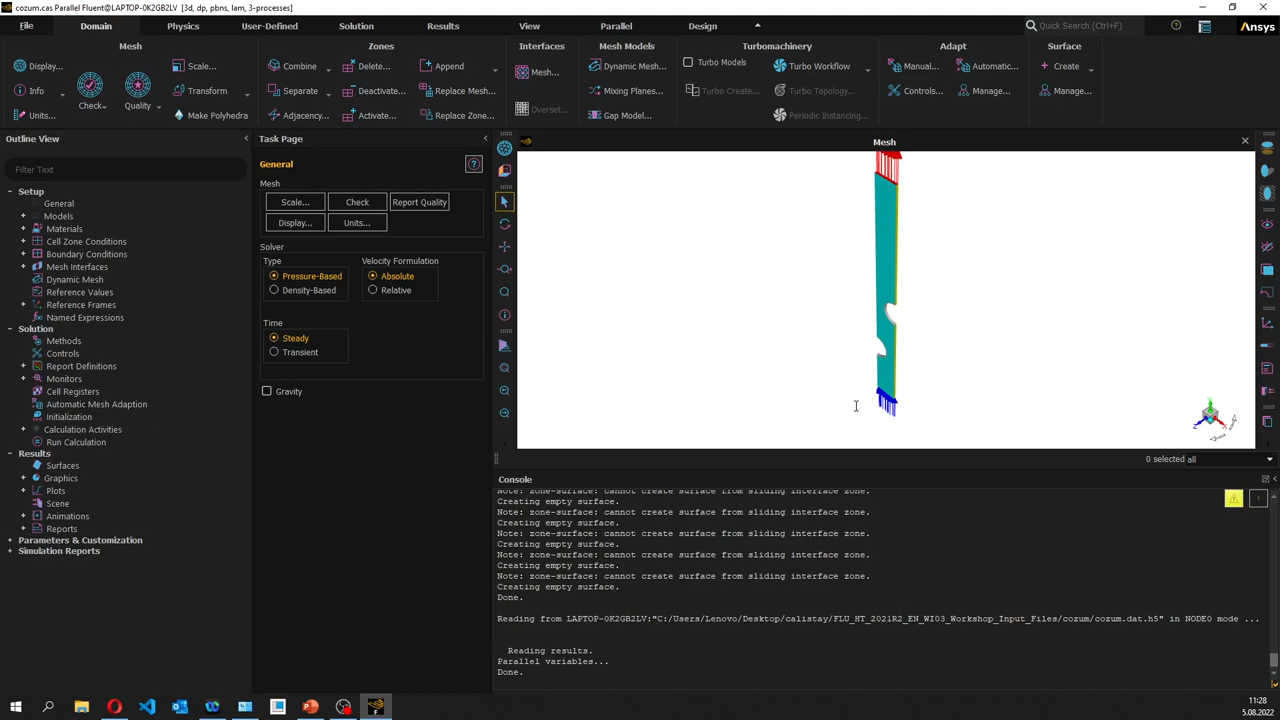 cozum.cas Parallel Fluent@LAPTOP-0K2GB2LV [3d, dp, pbns, lam, 3-processes]
File Domain Physics User-Defined Solution Results View Parallel Design Quick Search (Ctrl+F) Ansys
Mesh Zones Interfaces Mesh Models Turbomachinery Adapt Surface
Display... Scale... Combine Delete... Append Mesh... Dynamic Mesh... Turbo Models Turbo Workflow Manual... Automatic... Create
Info Check Quality Transform Separate Deactivate... Replace Mesh... Mixing Planes... Turbo Create... Turbo Topology... Controls... Manage... Manage...
Units... Make Polyhedra Adjacency... Activate... Replace Zone... Overset... Gap Model... Periodic Instancing...
Outline View
Filter Text
Setup
General
Models
Materials
Cell Zone Conditions
Boundary Conditions
Mesh Interfaces
Dynamic Mesh
Reference Values
Reference Frames
Named Expressions
Solution
Methods
Controls
Report Definitions
Monitors
Cell Registers
Automatic Mesh Adaption
Initialization
Calculation Activities
Run Calculation
Results
Surfaces
Graphics
Plots
Scene
Animations
Reports
Parameters & Customization
Simulation Reports
Task Page
General
Mesh
Scale... Check Report Quality
Display... Units...
Solver
Type Velocity Formulation
Pressure-Based Absolute
Density-Based Relative
Time
Steady
Transient
Gravity
Mesh
0 selected all
Console
Note: zone-surface: cannot create surface from sliding interface zone.
Creating empty surface.
Note: zone-surface: cannot create surface from sliding interface zone.
Creating empty surface.
Note: zone-surface: cannot create surface from sliding interface zone.
Creating empty surface.
Note: zone-surface: cannot create surface from sliding interface zone.
Creating empty surface.
Note: zone-surface: cannot create surface from sliding interface zone.
Creating empty surface.
Done.
Reading from LAPTOP-0K2GB2LV:"C:/Users/Lenovo/Desktop/calistay/FLU_HT_2021R2_EN_WI03_Workshop_Input_Files/cozum/cozum.dat.h5" in NODE0 mode ...
Reading results.
Parallel variables...
Done.
11:28
5.08.2022